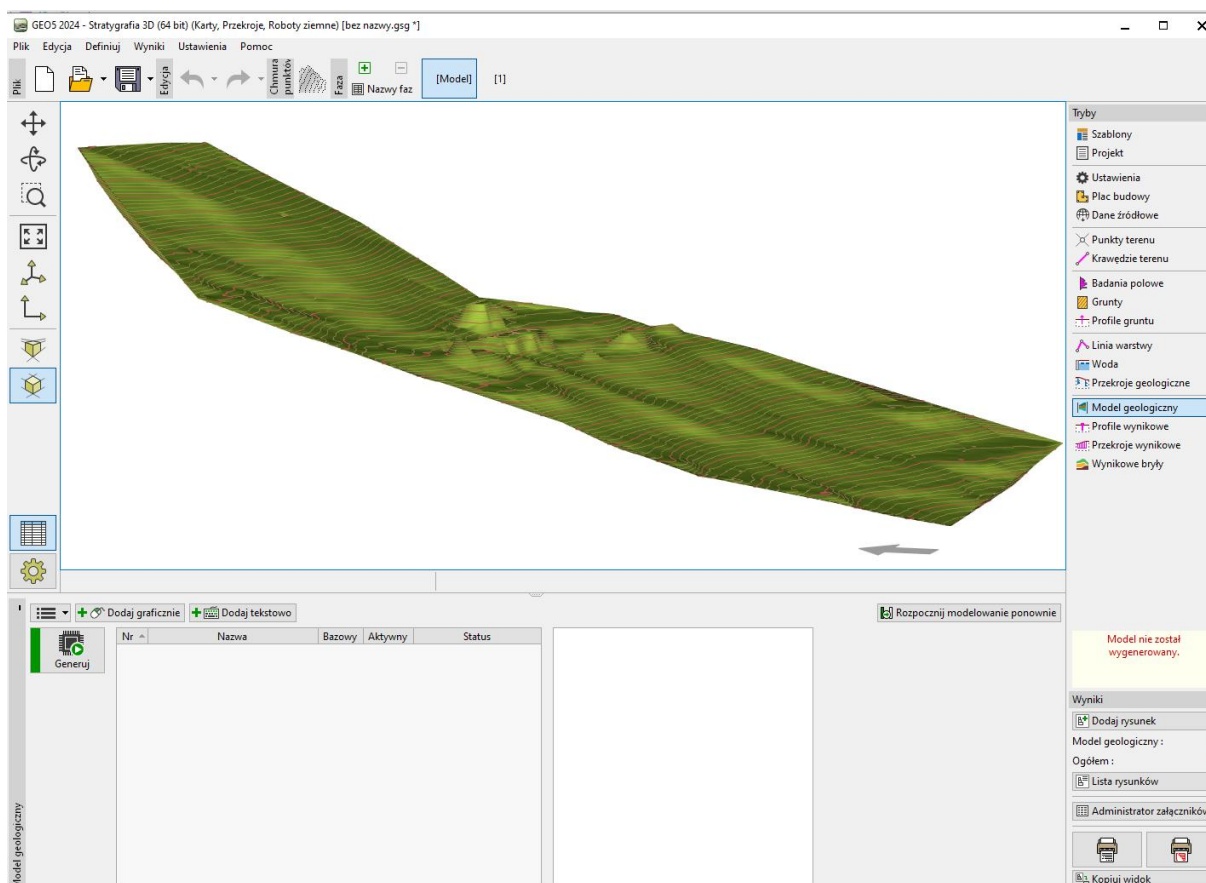 GEO5 2024 - Stratygrafia 3D (64 bit) (Karty, Przekroje, Roboty ziemne) [bez nazwy.gsg *]
Plik Edycja Definiuj Wyniki Ustawienia Pomoc
Plik
Edycja
Chmura punktów
Faza
Nazwy faz
[Model]
[1]
Tryby
Szablony
Projekt
Ustawienia
Plac budowy
Dane źródłowe
Punkty terenu
Krawędzie terenu
Badania polowe
Grunty
Profile gruntu
Linia warstwy
Woda
Przekroje geologiczne
Model geologiczny
Profile wynikowe
Przekroje wynikowe
Wynikowe bryły
Dodaj graficznie
Dodaj tekstowo
Rozpocznij modelowanie ponownie
Generuj
Nr Nazwa Bazowy Aktywny Status
Model geologiczny
Model nie został
wygenerowany.
Wyniki
Dodaj rysunek
Model geologiczny :
Ogółem :
Lista rysunków
Administrator załączników
Kopiuj widok